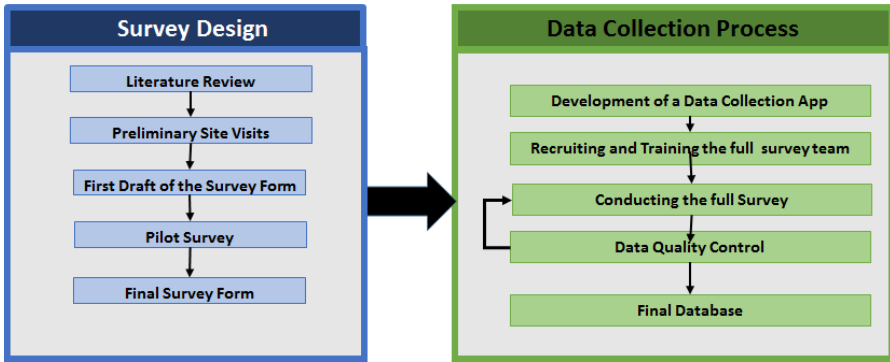 Survey Design
Literature Review
Preliminary Site Visits
First Draft of the Survey Form
Pilot Survey
Final Survey Form
Data Collection Process
Development of a Data Collection App
Recruiting and Training the full survey team
Conducting the full Survey
Data Quality Control
Final Database